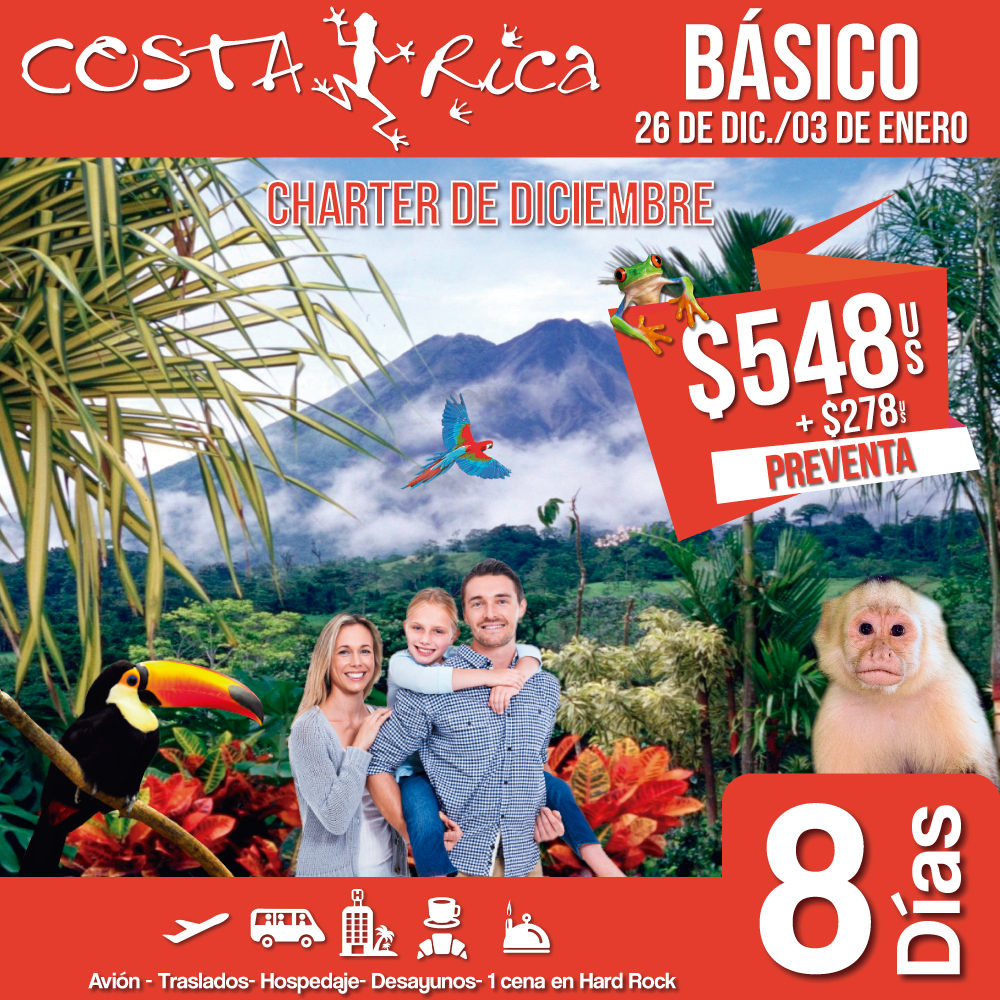 COSTA Rica
BÁSICO
26 DE DIC./03 DE ENERO
CHARTER DE DICIEMBRE
$548 US
+ $278 US
PREVENTA
8 Días
H
Avión - Traslados- Hospedaje- Desayunos- 1 cena en Hard Rock